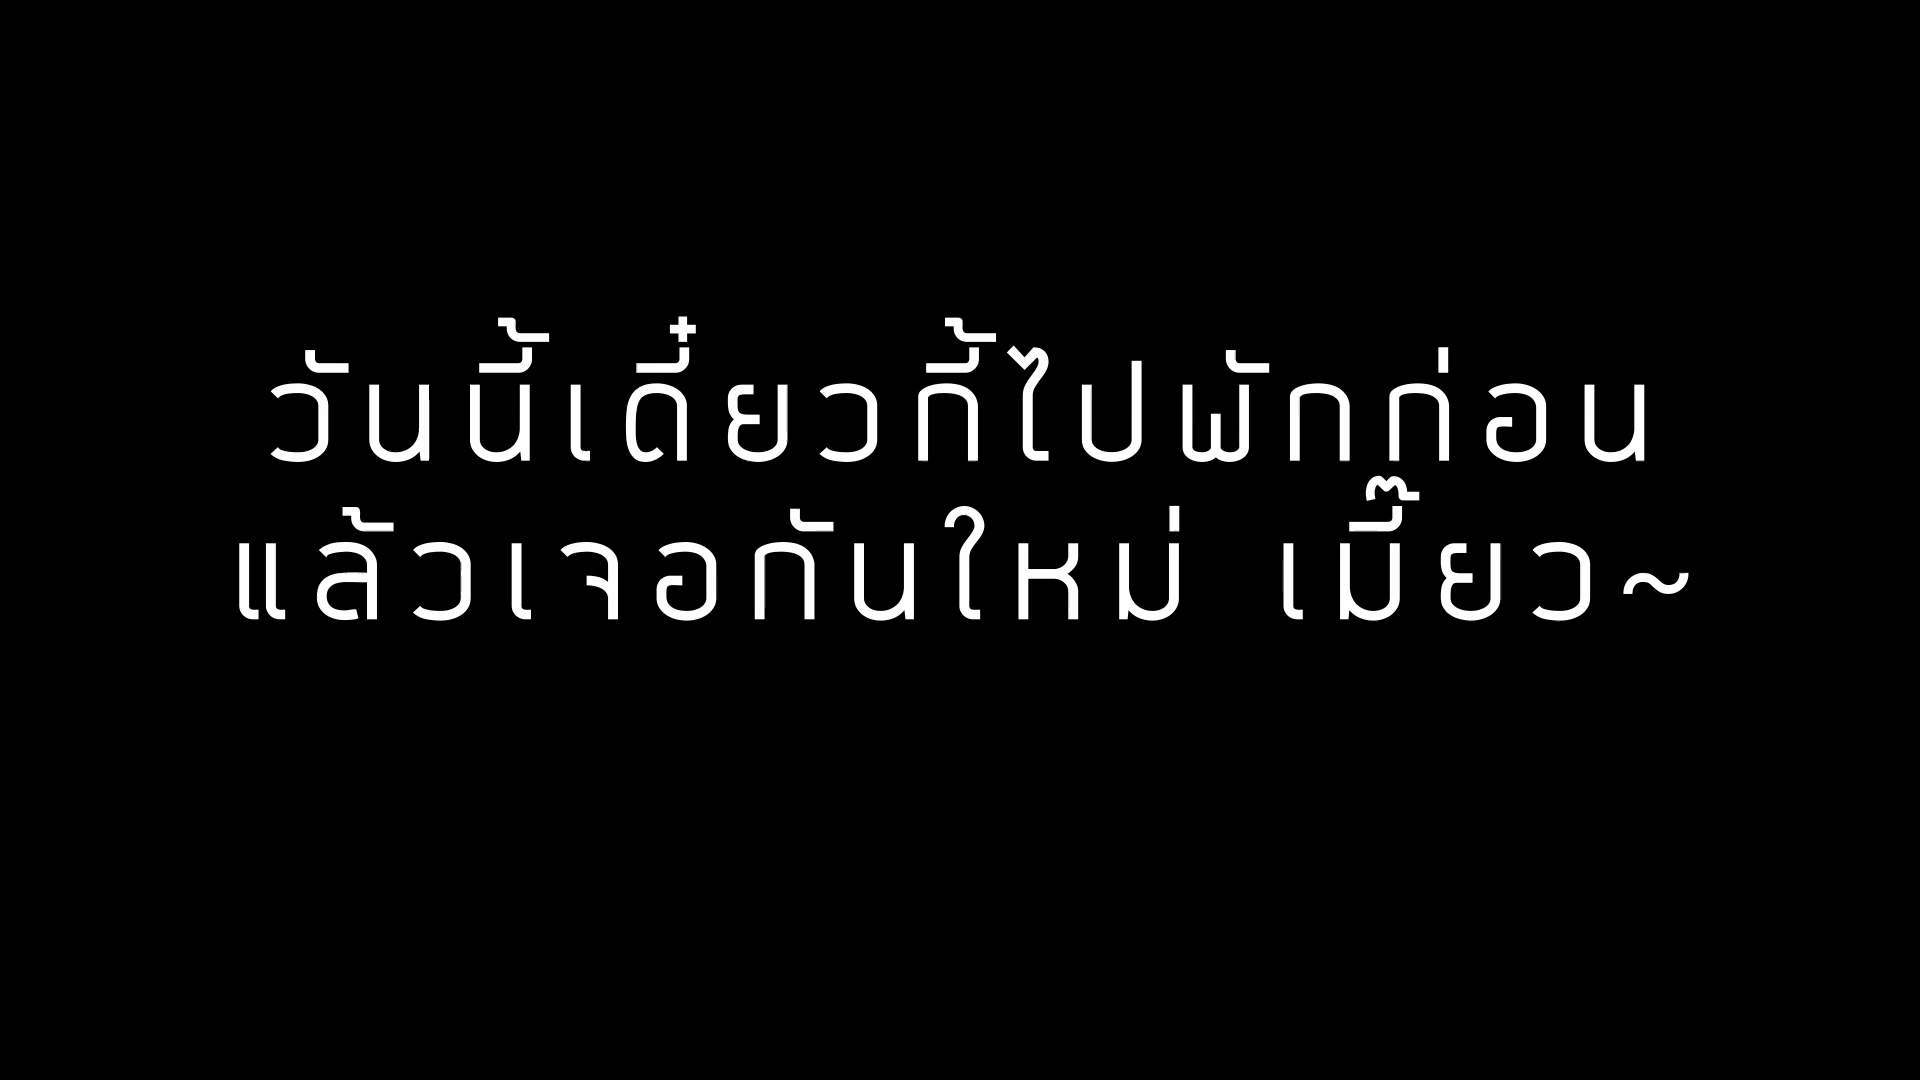 วันนี้เดี๋ยวกี้ไปพักก่อน
แล้วเจอกันใหม่ เมี๊ยว~